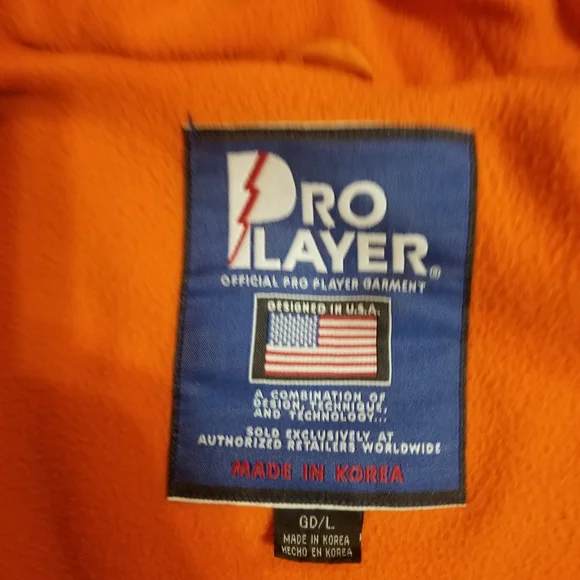 PRO
PLAYER®
OFFICIAL PRO PLAYER GARMENT
DESIGNED IN U.S.A.
A COMBINATION OF
DESIGN, TECHNIQUE,
AND TECHNOLOGY...
SOLD EXCLUSIVELY AT
AUTHORIZED RETAILERS WORLDWIDE
MADE IN KOREA
GD/L
MADE IN KOREA
HECHO EN KOREA